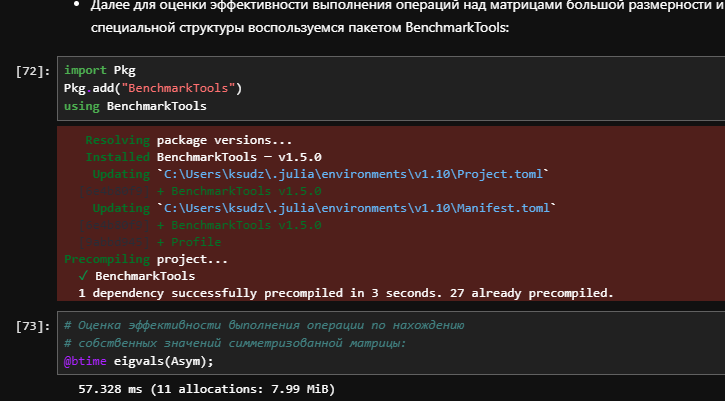 • Далее для оценки эффективности выполнения операций над матрицами большой размерности и
специальной структуры воспользуемся пакетом BenchmarkTools:
[72]: import Pkg
Pkg.add("BenchmarkTools")
using BenchmarkTools
Resolving package versions...
Installed BenchmarkTools ─ v1.5.0
Updating `C:\Users\ksudz\.julia\environments\v1.10\Project.toml`
+ BenchmarkTools v1.5.0
Updating `C:\Users\ksudz\.julia\environments\v1.10\Manifest.toml`
+ BenchmarkTools v1.5.0
+ Profile
Precompiling project...
✓ BenchmarkTools
1 dependency successfully precompiled in 3 seconds. 27 already precompiled.
[73]: # Оценка эффективности выполнения операции по нахождению
# собственных значений симметризованной матрицы:
@btime eigvals(Asym);
57.328 ms (11 allocations: 7.99 MiB)